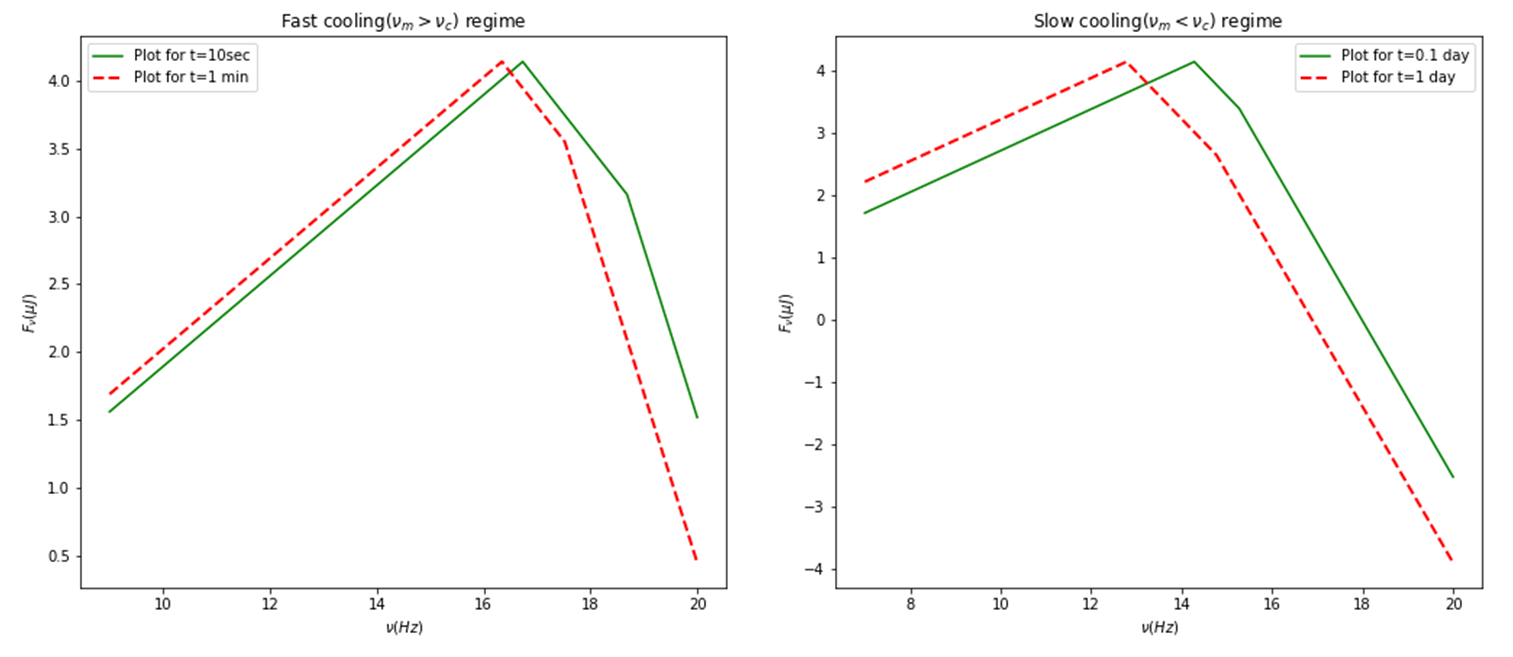 Fast cooling(νm > νc) regime
Plot for t=10sec
Plot for t=1 min
4.0
3.5
3.0
2.5
2.0
1.5
1.0
0.5
Fν(μJ)
10 12 14 16 18 20
ν(Hz)
Slow cooling(νm < νc) regime
Plot for t=0.1 day
Plot for t=1 day
4
3
2
1
0
−1
−2
−3
−4
Fν(μJ)
8 10 12 14 16 18 20
ν(Hz)